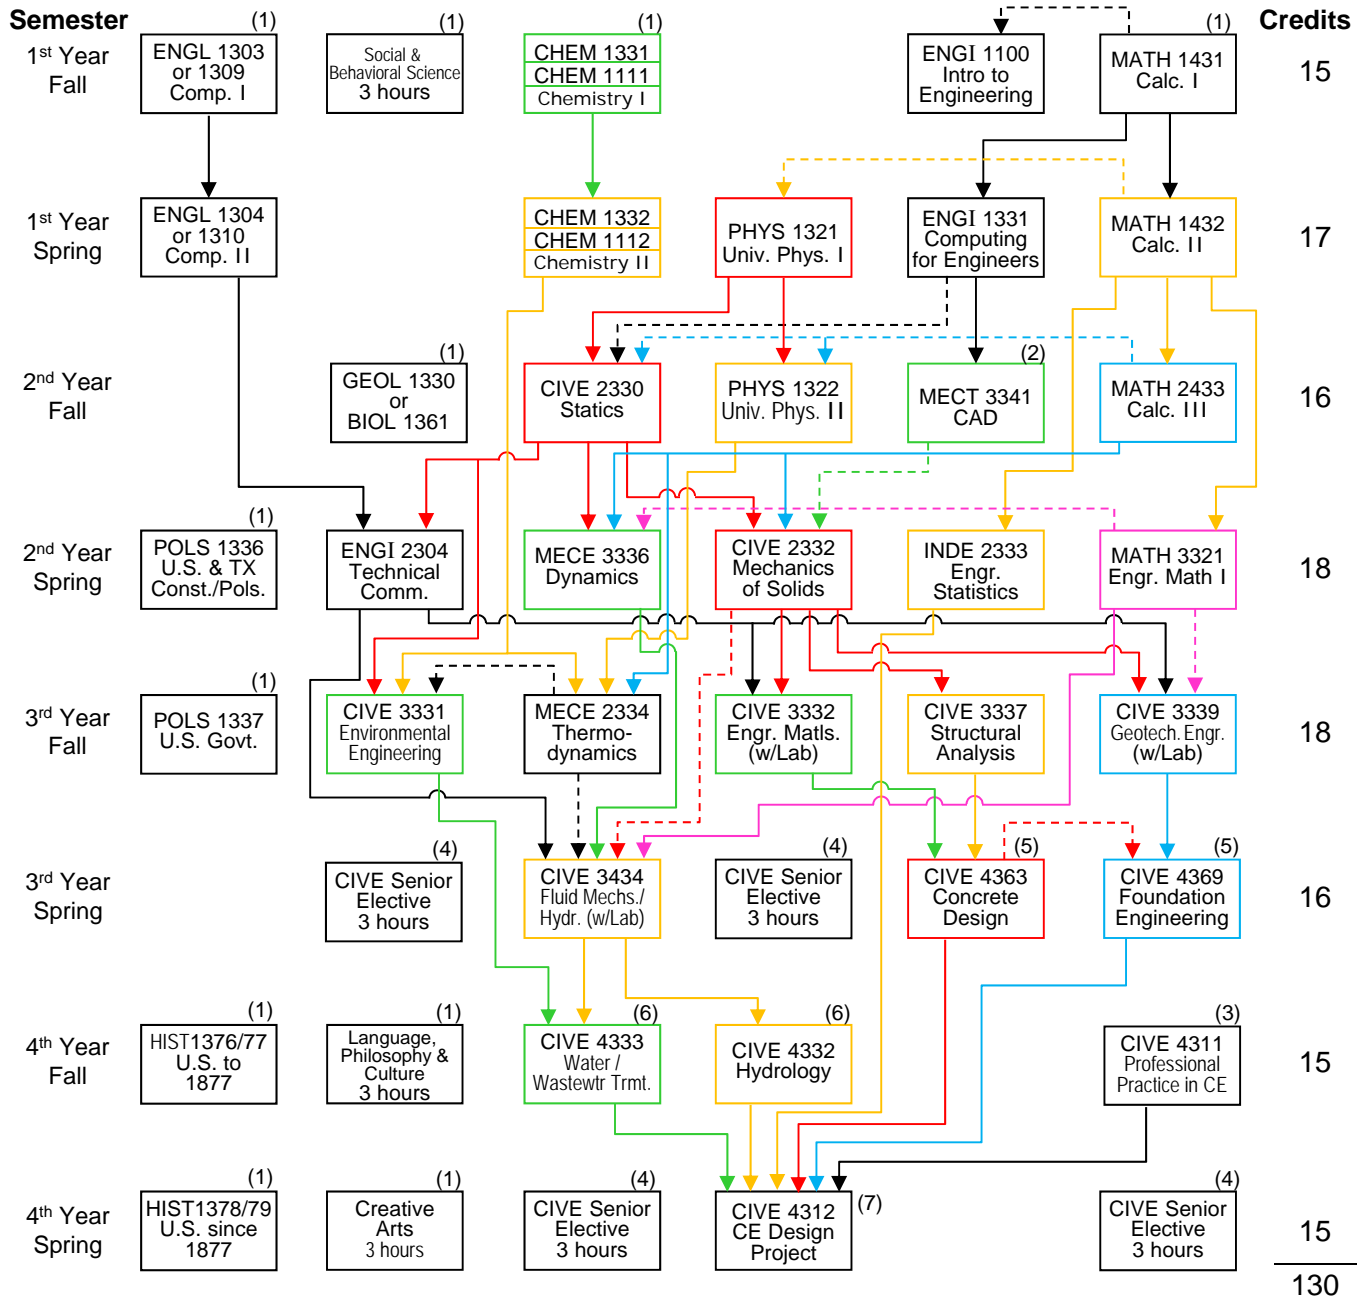 Semester
Credits
(1)
(1)
(1)
(1)
1st Year
Fall
ENGL 1303
or 1309
Comp. I
Social &
Behavioral Science
3 hours
CHEM 1331
CHEM 1111
Chemistry I
ENGI 1100
Intro to
Engineering
MATH 1431
Calc. I
15
1st Year
Spring
ENGL 1304
or 1310
Comp. II
CHEM 1332
CHEM 1112
Chemistry II
PHYS 1321
Univ. Phys. I
ENGI 1331
Computing
for Engineers
MATH 1432
Calc. II
17
(1)
(2)
2nd Year
Fall
GEOL 1330
or
BIOL 1361
CIVE 2330
Statics
PHYS 1322
Univ. Phys. II
MECT 3341
CAD
MATH 2433
Calc. III
16
(1)
2nd Year
Spring
POLS 1336
U.S. & TX
Const./Pols.
ENGI 2304
Technical
Comm.
MECE 3336
Dynamics
CIVE 2332
Mechanics
of Solids
INDE 2333
Engr.
Statistics
MATH 3321
Engr. Math I
18
(1)
3rd Year
Fall
POLS 1337
U.S. Govt.
CIVE 3331
Environmental
Engineering
MECE 2334
Thermo-
dynamics
CIVE 3332
Engr. Matls.
(w/Lab)
CIVE 3337
Structural
Analysis
CIVE 3339
Geotech. Engr.
(w/Lab)
18
(4)
(4)
(5)
(5)
3rd Year
Spring
CIVE Senior
Elective
3 hours
CIVE 3434
Fluid Mechs./
Hydr. (w/Lab)
CIVE Senior
Elective
3 hours
CIVE 4363
Concrete
Design
CIVE 4369
Foundation
Engineering
16
(1)
(1)
(6)
(6)
(3)
4th Year
Fall
HIST1376/77
U.S. to
1877
Language,
Philosophy &
Culture
3 hours
CIVE 4333
Water /
Wastewtr Trmt.
CIVE 4332
Hydrology
CIVE 4311
Professional
Practice in CE
15
(1)
(1)
(4)
(7)
(4)
4th Year
Spring
HIST1378/79
U.S. since
1877
Creative
Arts
3 hours
CIVE Senior
Elective
3 hours
CIVE 4312
CE Design
Project
CIVE Senior
Elective
3 hours
15
130